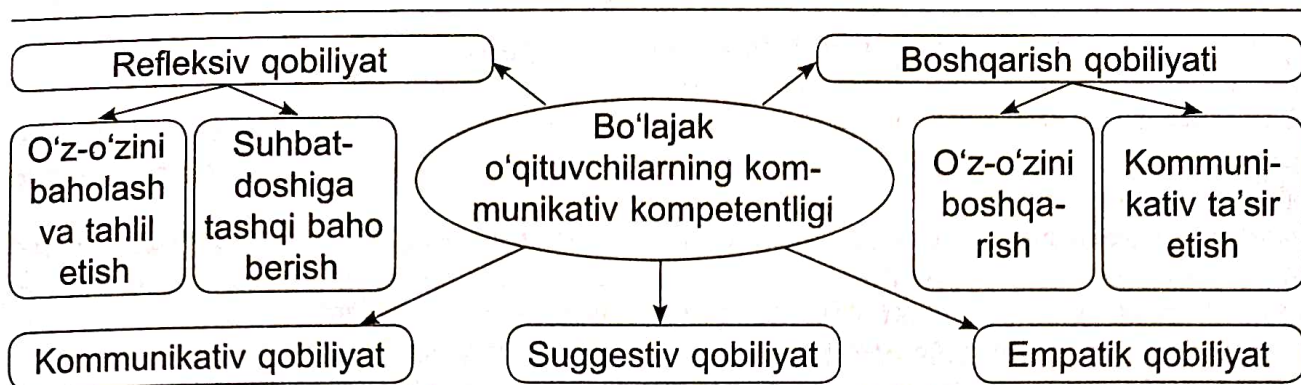 Refleksiv qobiliyat
Boshqarish qobiliyati
O‘z-o‘zini
baholash
va tahlil
etish
Suhbat-
doshiga
tashqi baho
berish
Bo‘lajak
o‘qituvchilarning kom-
munikativ kompetentligi
O‘z-o‘zini
boshqa-
rish
Kommuni-
kativ ta’sir
etish
Kommunikativ qobiliyat
Suggestiv qobiliyat
Empatik qobiliyat